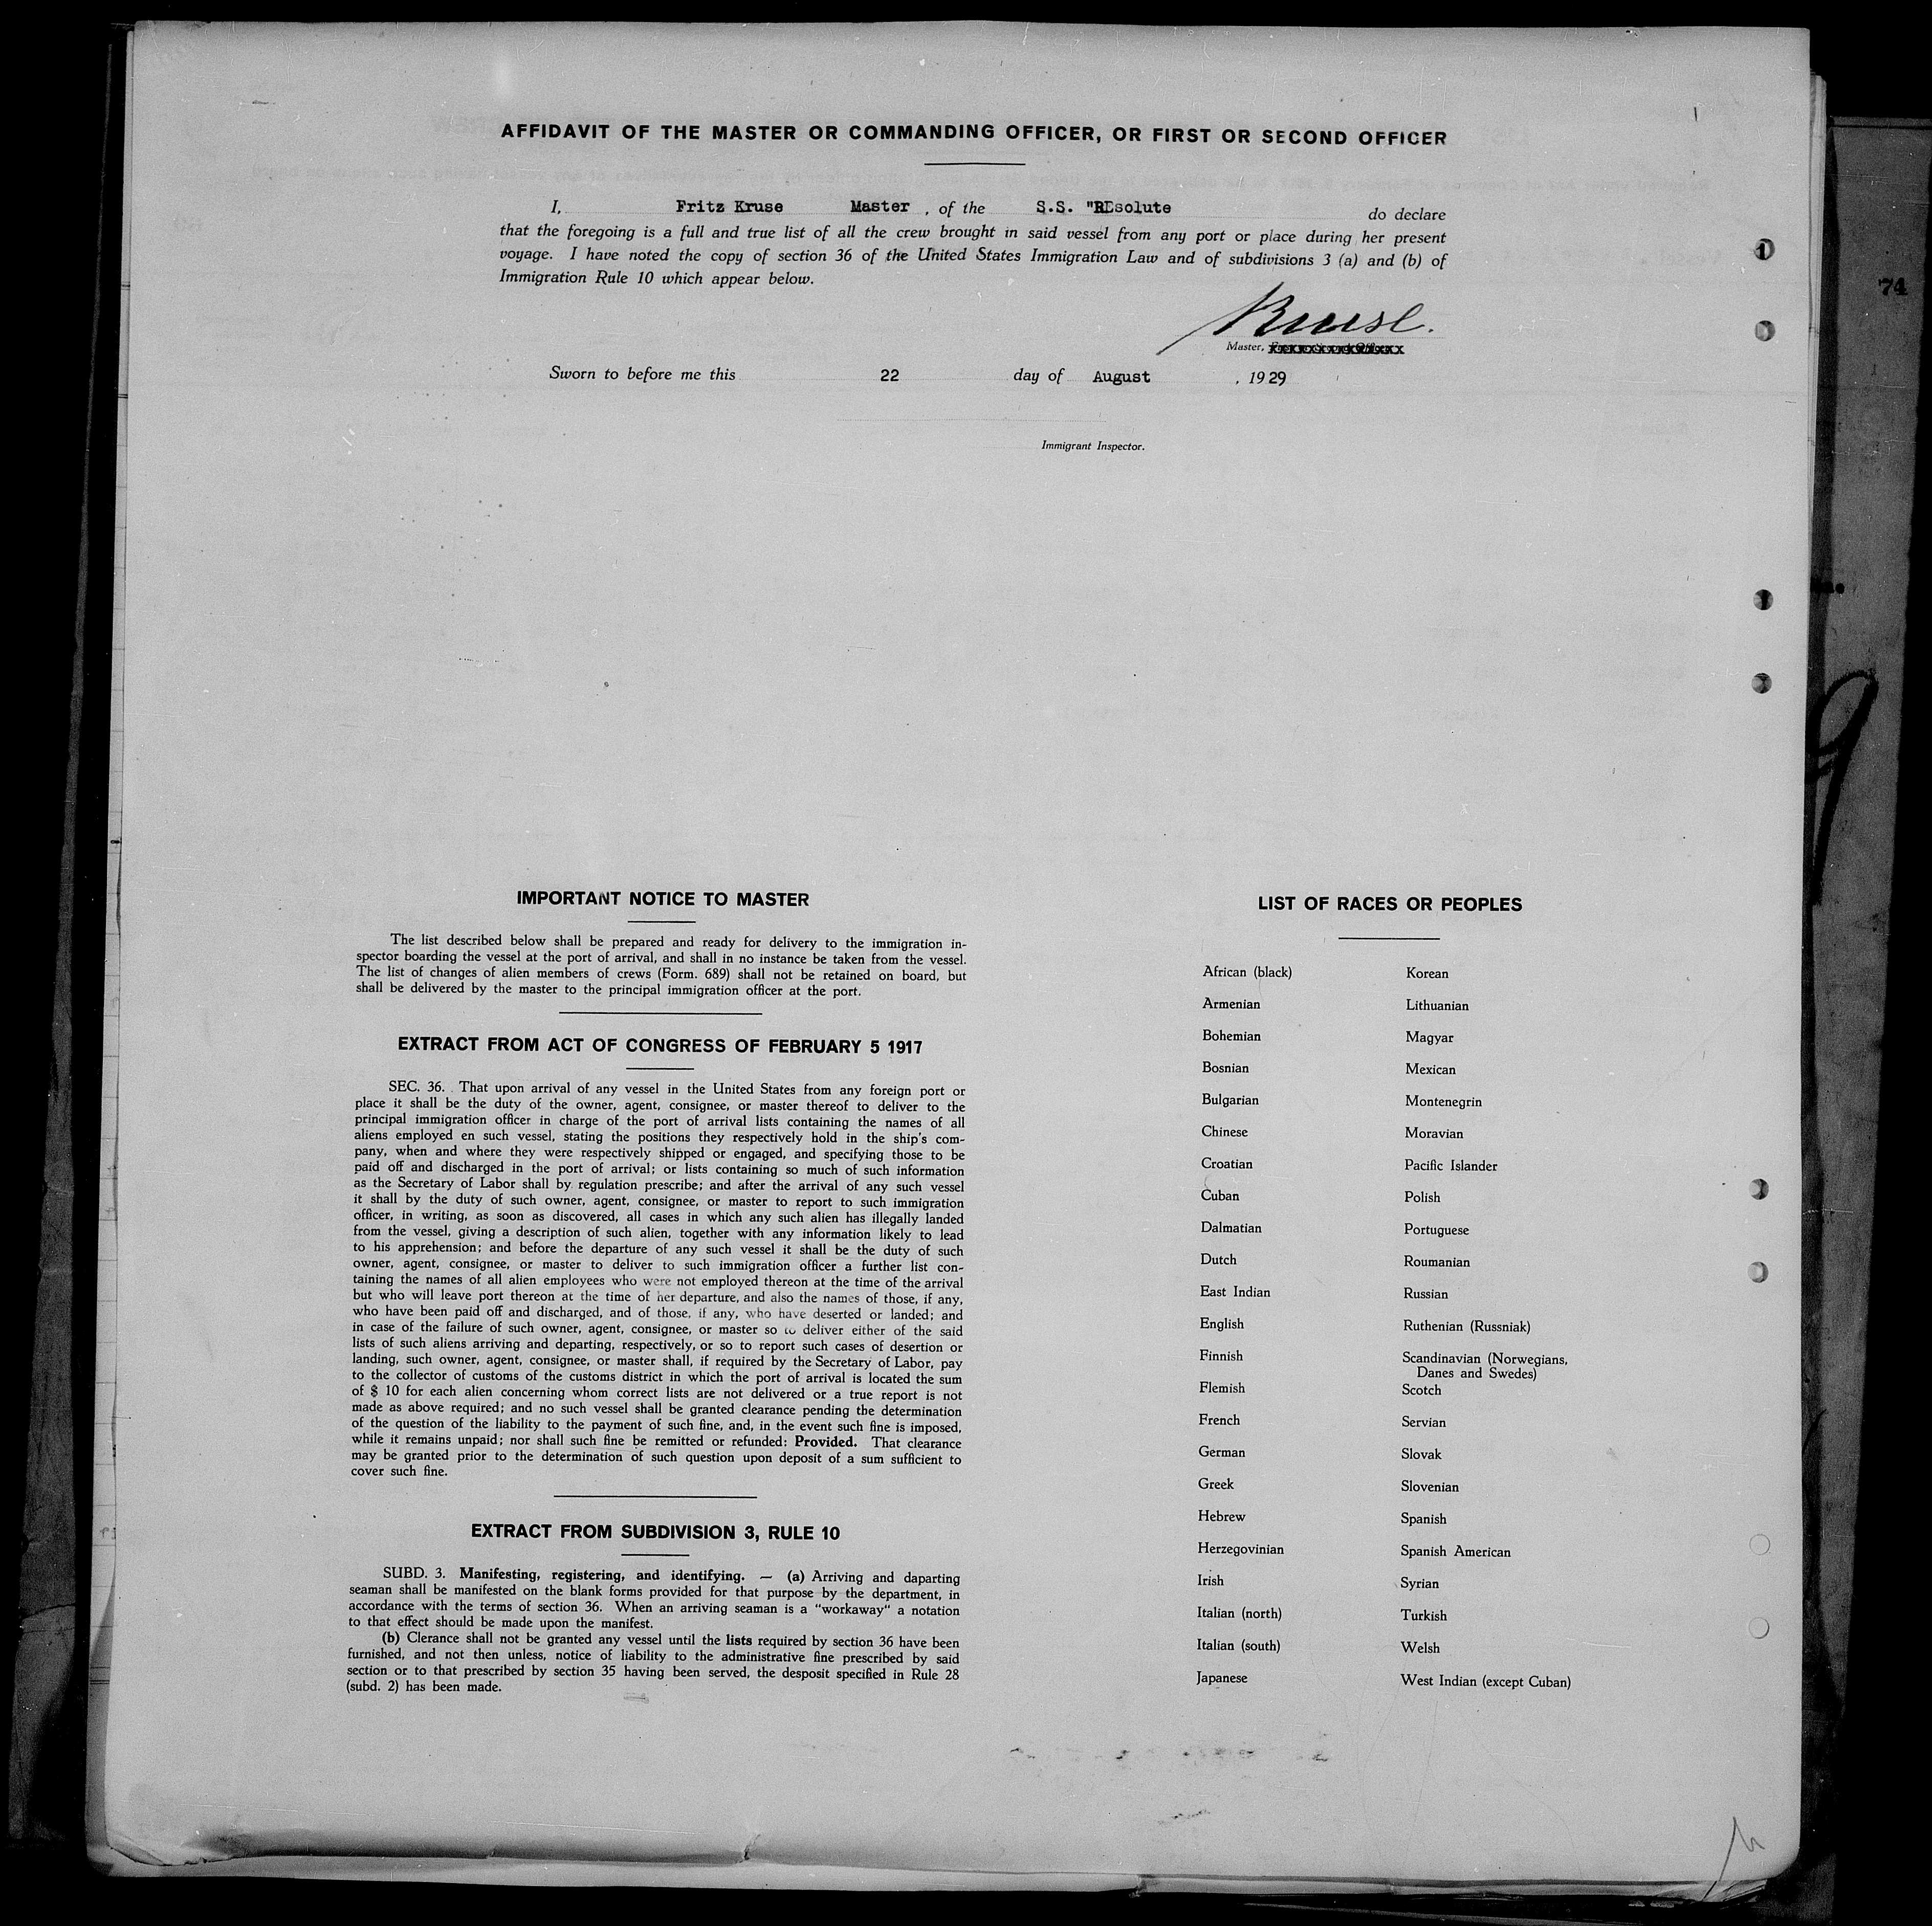 AFFIDAVIT OF THE MASTER OR COMMANDING OFFICER, OR FIRST OR SECOND OFFICER
I, Fritz Kruse Master, of the S.S. "REsolute do declare
that the foregoing is a full and true list of all the crew brought in said vessel from any port or place during her present
voyage. I have noted the copy of section 36 of the United States Immigration Law and of subdivisions 3 (a) and (b) of
Immigration Rule 10 which appear below.
Kruse.
Master,
Sworn to before me this 22 day of August, 1929
Immigrant Inspector.
74
IMPORTANT NOTICE TO MASTER
The list described below shall be prepared and ready for delivery to the immigration in-
spector boarding the vessel at the port of arrival, and shall in no instance be taken from the vessel.
The list of changes of alien members of crews (Form. 689) shall not be retained on board, but
shall be delivered by the master to the principal immigration officer at the port.
EXTRACT FROM ACT OF CONGRESS OF FEBRUARY 5 1917
SEC. 36. That upon arrival of any vessel in the United States from any foreign port or
place it shall be the duty of the owner, agent, consignee, or master thereof to deliver to the
principal immigration officer in charge of the port of arrival lists containing the names of all
aliens employed en such vessel, stating the positions they respectively hold in the ship's com-
pany, when and where they were respectively shipped or engaged, and specifying those to be
paid off and discharged in the port of arrival; or lists containing so much of such information
as the Secretary of Labor shall by regulation prescribe; and after the arrival of any such vessel
it shall by the duty of such owner, agent, consignee, or master to report to such immigration
officer, in writing, as soon as discovered, all cases in which any such alien has illegally landed
from the vessel, giving a description of such alien, together with any information likely to lead
to his apprehension; and before the departure of any such vessel it shall be the duty of such
owner, agent, consignee, or master to deliver to such immigration officer a further list con-
taining the names of all alien employees who were not employed thereon at the time of the arrival
but who will leave port thereon at the time of her departure, and also the names of those, if any,
who have been paid off and discharged, and of those, if any, who have deserted or landed; and
in case of the failure of such owner, agent, consignee, or master so to deliver either of the said
lists of such aliens arriving and departing, respectively, or so to report such cases of desertion or
landing, such owner, agent, consignee, or master shall, if required by the Secretary of Labor, pay
to the collector of customs of the customs district in which the port of arrival is located the sum
of $ 10 for each alien concerning whom correct lists are not delivered or a true report is not
made as above required; and no such vessel shall be granted clearance pending the determination
of the question of the liability to the payment of such fine, and, in the event such fine is imposed,
while it remains unpaid; nor shall such fine be remitted or refunded: Provided. That clearance
may be granted prior to the determination of such question upon deposit of a sum sufficient to
cover such fine.
EXTRACT FROM SUBDIVISION 3, RULE 10
SUBD. 3. Manifesting, registering, and identifying. — (a) Arriving and daparting
seaman shall be manifested on the blank forms provided for that purpose by the department, in
accordance with the terms of section 36. When an arriving seaman is a "workaway" a notation
to that effect should be made upon the manifest.
(b) Clerance shall not be granted any vessel until the lists required by section 36 have been
furnished, and not then unless, notice of liability to the administrative fine prescribed by said
section or to that prescribed by section 35 having been served, the desposit specified in Rule 28
(subd. 2) has been made.
LIST OF RACES OR PEOPLES
African (black) Korean
Armenian Lithuanian
Bohemian Magyar
Bosnian Mexican
Bulgarian Montenegrin
Chinese Moravian
Croatian Pacific Islander
Cuban Polish
Dalmatian Portuguese
Dutch Roumanian
East Indian Russian
English Ruthenian (Russniak)
Finnish Scandinavian (Norwegians,
Danes and Swedes)
Flemish Scotch
French Servian
German Slovak
Greek Slovenian
Hebrew Spanish
Herzegovinian Spanish American
Irish Syrian
Italian (north) Turkish
Italian (south) Welsh
Japanese West Indian (except Cuban)